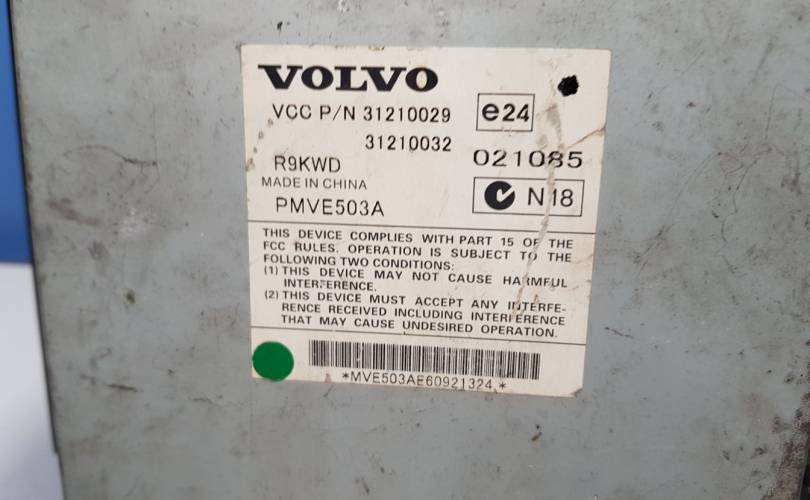 VOLVO
VCC P/N 31210029
31210032
e24
021085
R9KWD
MADE IN CHINA
PMVE503A
N18
THIS DEVICE COMPLIES WITH PART 15 OF THE
FCC RULES. OPERATION IS SUBJECT TO THE
FOLLOWING TWO CONDITIONS:
(1) THIS DEVICE MAY NOT CAUSE HARMFUL
INTERFERENCE.
(2) THIS DEVICE MUST ACCEPT ANY INTERFE-
RENCE RECEIVED INCLUDING INTERFERENCE
THAT MAY CAUSE UNDESIRED OPERATION.
*MVE503AE60921324*